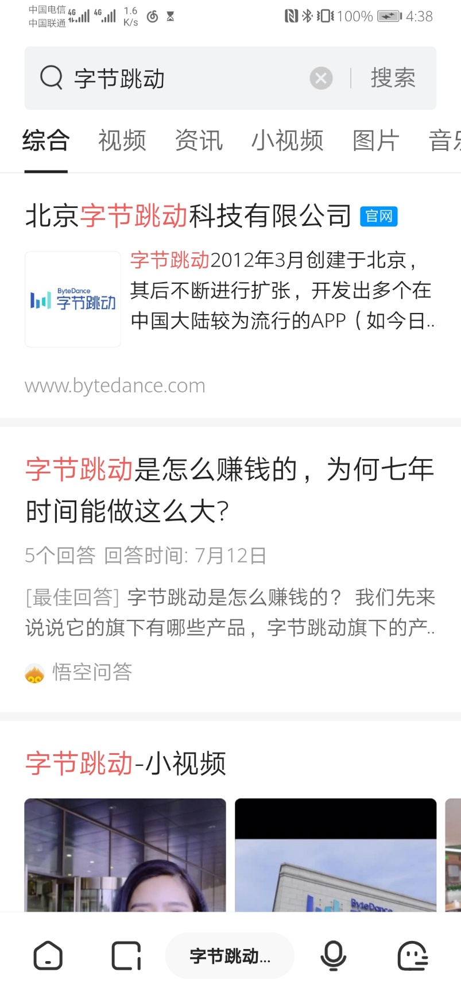 中国电信 4G 4G 1.6 K/s 100% 4:38
中国联通
字节跳动 搜索
综合 视频 资讯 小视频 图片 音乐
北京字节跳动科技有限公司 官网
字节跳动2012年3月创建于北京，
其后不断进行扩张，开发出多个在
中国大陆较为流行的APP（如今日...
ByteDance
字节跳动
www.bytedance.com
字节跳动是怎么赚钱的，为何七年
时间能做这么大?
5个回答 回答时间: 7月12日
[最佳回答] 字节跳动是怎么赚钱的？ 我们先来
说说它的旗下有哪些产品，字节跳动旗下的产...
悟空问答
字节跳动-小视频
ByteDance
字节跳动...